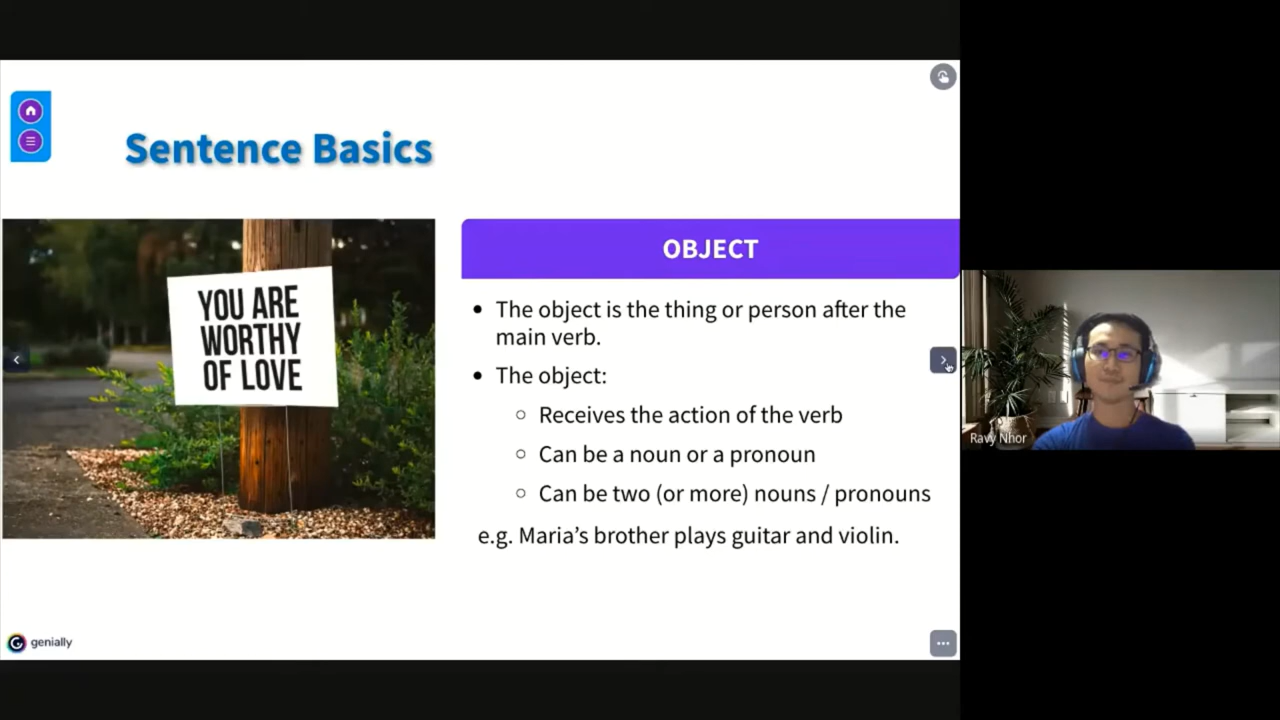 Sentence Basics
YOU ARE
WORTHY
OF LOVE
OBJECT
• The object is the thing or person after the
main verb.
• The object:
○ Receives the action of the verb
○ Can be a noun or a pronoun
○ Can be two (or more) nouns / pronouns
e.g. Maria’s brother plays guitar and violin.
Ravy Nhor
genially